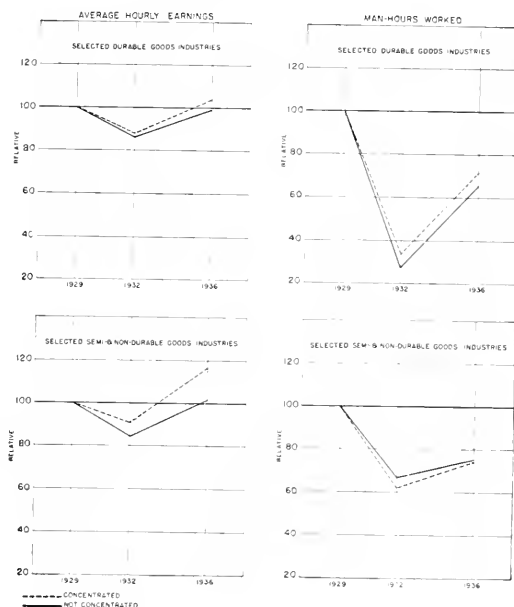 AVERAGE HOURLY EARNINGS
SELECTED DURABLE GOODS INDUSTRIES
120
100
80
60
40
20
RELATIVE
1929 1932 1936
MAN-HOURS WORKED
SELECTED DURABLE GOODS INDUSTRIES
120
100
80
60
40
20
RELATIVE
1929 1932 1936
SELECTED SEMI-& NON-DURABLE GOODS INDUSTRIES
120
100
80
60
40
20
RELATIVE
1929 1932 1936
SELECTED SEMI-& NON-DURABLE GOODS INDUSTRIES
120
100
80
60
40
20
RELATIVE
1929 1932 1936
CONCENTRATED
NOT CONCENTRATED